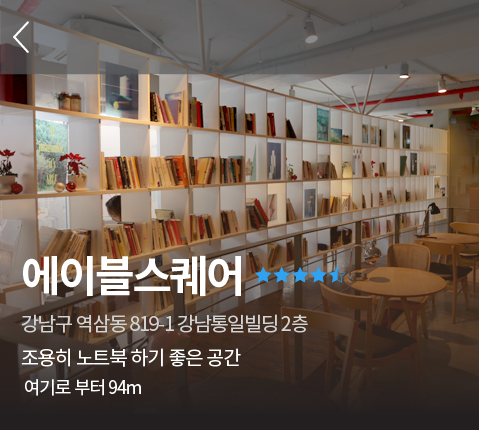 에이블스퀘어
강남구 역삼동 819-1 강남통일빌딩 2층
조용히 노트북 하기 좋은 공간
여기로 부터 94m